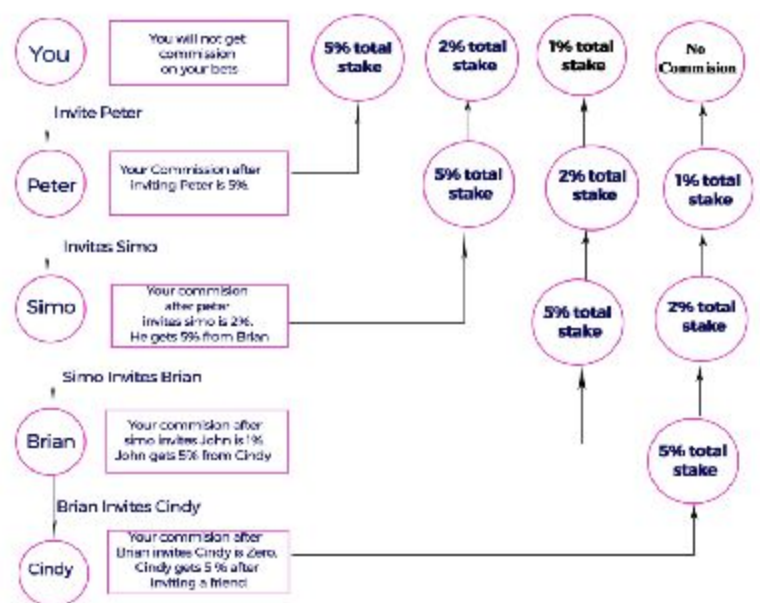 You
You will not get
commission
on your bets
5% total
stake
2% total
stake
1% total
stake
No
Commision
Invite Peter
Peter
Your Commission after
inviting Peter is 5%.
5% total
stake
2% total
stake
1% total
stake
Invites Simo
Simo
Your commision
after peter
invites simo is 2%.
He gets 5% from Brian
5% total
stake
2% total
stake
Simo Invites Brian
Brian
Your commision after
simo invites John is 1%
John gets 5% from Cindy
5% total
stake
Brian Invites Cindy
Cindy
Your commision after
Brian invites Cindy is Zero.
Cindy gets 5 % after
inviting a friend